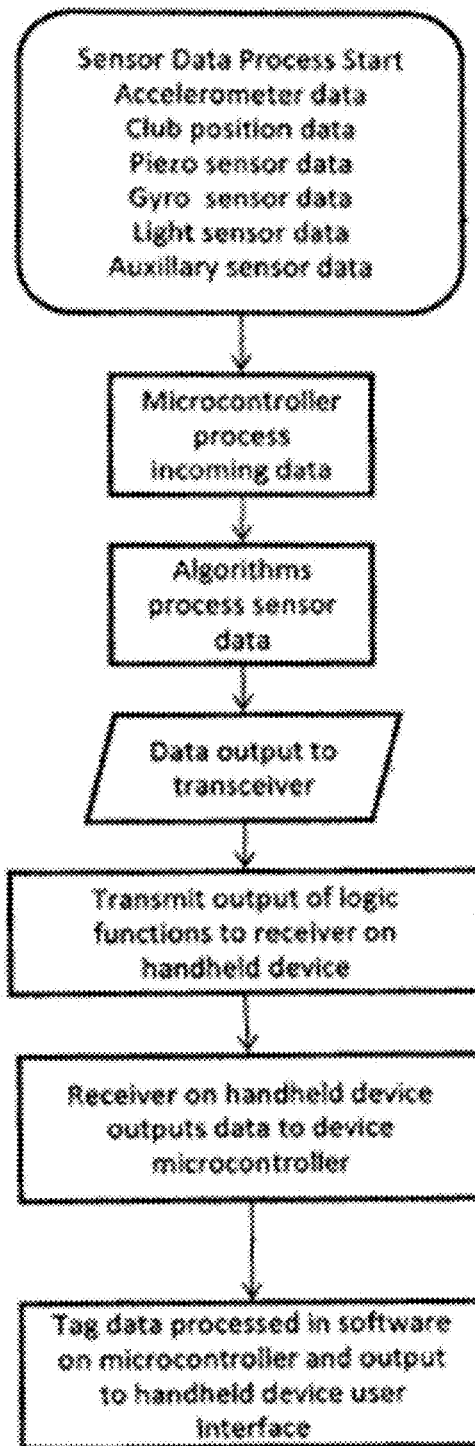 Sensor Data Process Start
Accelerometer data
Club position data
Piezo sensor data
Gyro sensor data
Light sensor data
Auxillary sensor data
Microcontroller
process
incoming data
Algorithms
process sensor
data
Data output to
transceiver
Transmit output of logic
functions to receiver on
handheld device
Receiver on handheld device
outputs data to device
microcontroller
Tag data processed in software
on microcontroller and output
to handheld device user
interface